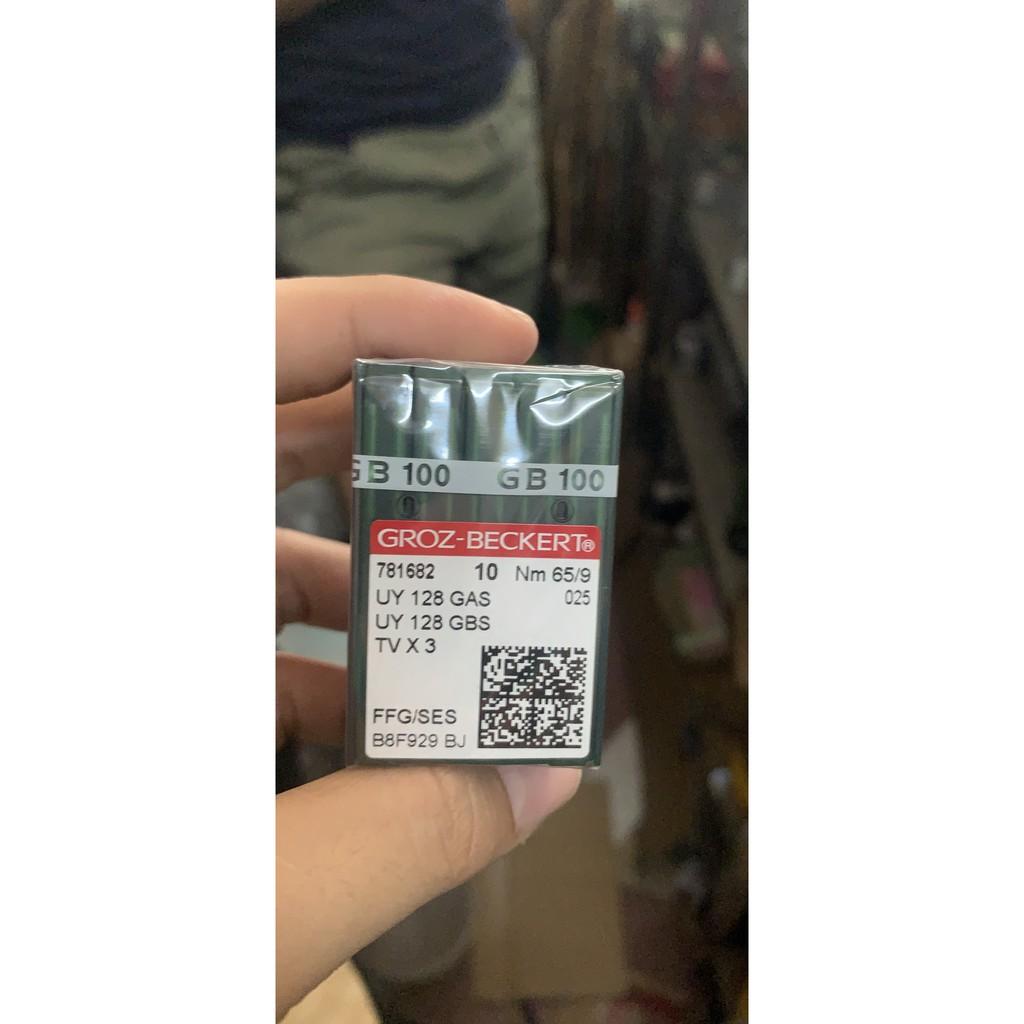 GB 100 GB 100
GROZ-BECKERT®
781682 10 Nm 65/9
UY 128 GAS 025
UY 128 GBS
TV X 3
FFG/SES
B8F929 BJ